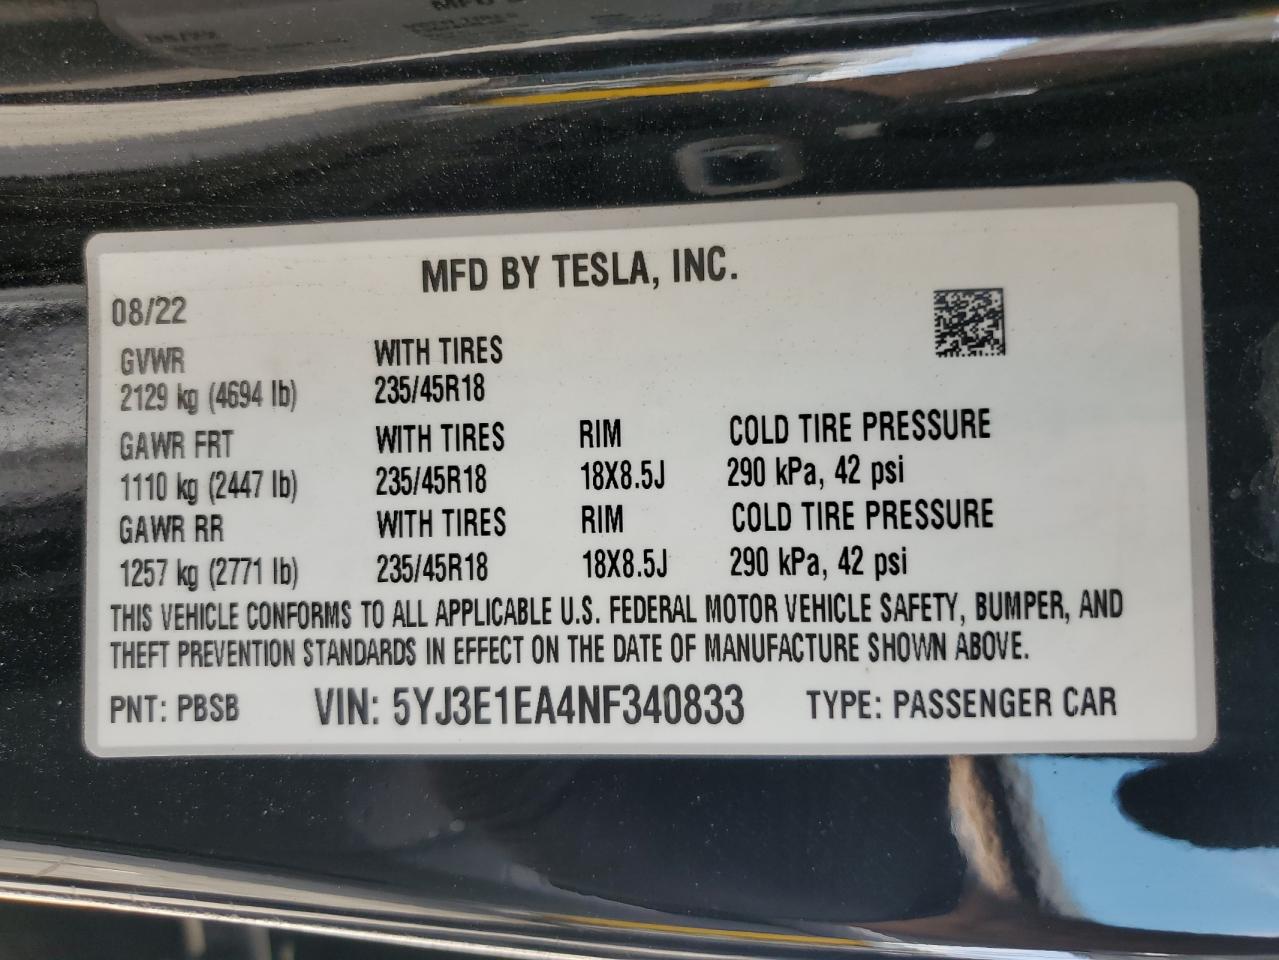 MFD BY TESLA, INC.
08/22
GVWR WITH TIRES
2129 kg (4694 lb) 235/45R18
GAWR FRT WITH TIRES RIM COLD TIRE PRESSURE
1110 kg (2447 lb) 235/45R18 18X8.5J 290 kPa, 42 psi
GAWR RR WITH TIRES RIM COLD TIRE PRESSURE
1257 kg (2771 lb) 235/45R18 18X8.5J 290 kPa, 42 psi
THIS VEHICLE CONFORMS TO ALL APPLICABLE U.S. FEDERAL MOTOR VEHICLE SAFETY, BUMPER, AND
THEFT PREVENTION STANDARDS IN EFFECT ON THE DATE OF MANUFACTURE SHOWN ABOVE.
PNT: PBSB VIN: 5YJ3E1EA4NF340833 TYPE: PASSENGER CAR